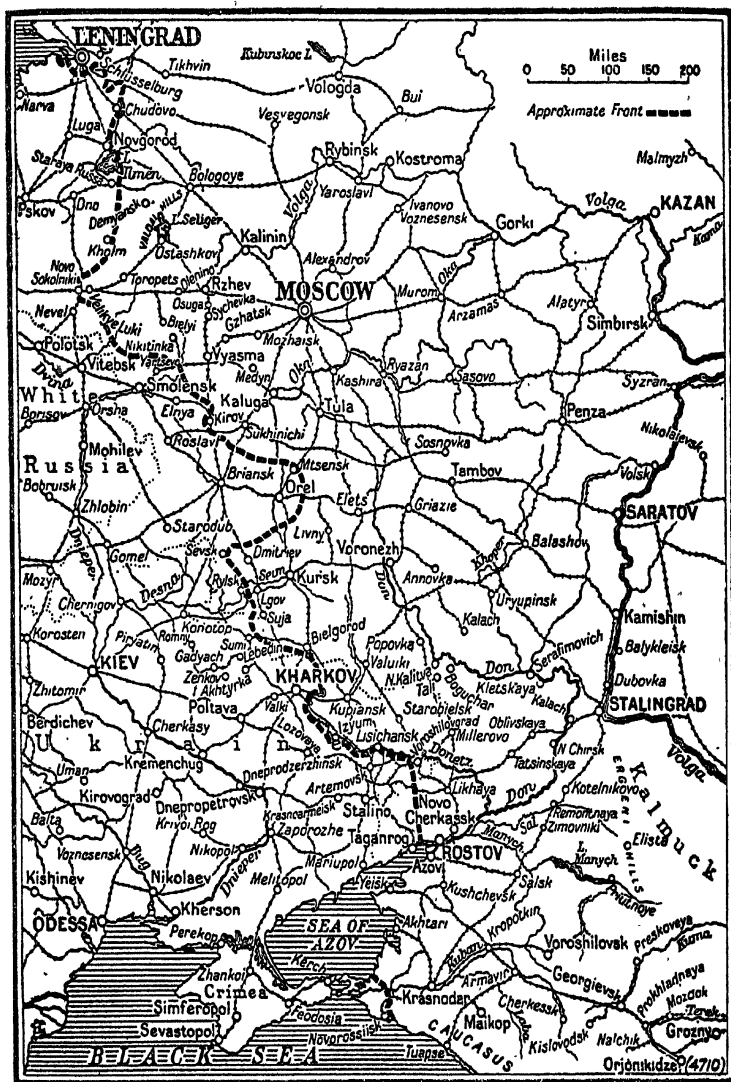 LENINGRAD
Schlüsselburg
Tikhvin
Kubinskoe L
Vologda
Bui
Miles
0 50 100 150 200
Approximate Front
Narva
Chudovo
Vesyegonsk
Luga
Novgorod
L. Ilmen
Staraya Russa
Bologoye
Rybinsk
Kostroma
Yaroslavl
Malmyzh
Pskov
Dno
Demyansk
VALDAI HILLS
L. Seliger
Volga
Ivanovo
Voznesensk
Volga
KAZAN
Kama
Kholm
Ostashkov
Kalinin
Gorki
Alexandrov
Oka
Novo
Sokolniki
Toropets
Olenino
Rzhev
MOSCOW
Murom
Arzamas
Alatyr
Simbirsk
Nevel
Velikye Luki
Osuga
Sychevka
Bielyi
Gzhatsk
Mozhaisk
Polotsk
Nikitinka
Vitebsk
Yartsevo
Vyasma
Medyn
Oka
Kashira
Ryazan
Sasovo
Syzran
Dvina
White
Smolensk
Kaluga
Tula
Penza
Borisov
Orsha
Elnya
Kirov
Sukhinichi
Nikolaievsk
Mohilev
Roslavl
Sosnovka
Volsk
Russia
Mtsensk
Briansk
Tambov
Bobruisk
Orel
Zhlobin
Elets
Griazie
SARATOV
Starodub
Livny
Balashov
Dnieper
Gomel
Sevsk
Dmitriev
Voronezh
Khoper
Mozyr
Desna
Rylsk
Seim
Kursk
Annovka
Don
Uryupinsk
Chernigov
Lgov
Suja
Kalach
Kamishin
Korosten
Konotop
Romny
Sumi
Bielgorod
Popovka
Serafimovich
Balykleisk
Piryatin
Gadyach
Lebedin
Valuiki
Don
KIEV
Zenkov
Akhtyrka
KHARKOV
N.Kalitva
Tali
Boguchar
Kletskaya
Dubovka
Zhitomir
Kupiansk
Starobielsk
Kalach
STALINGRAD
Poltava
Valki
Berdichev
Cherkasy
Izyum
Voroshilovgrad
Oblivskaya
Lozovaya
Lisichansk
Millerovo
Volga
Ukraine
Kremenchug
Donetz
N Chirsk
Tatsinskaya
Dneprodzerzhinsk
Uman
Artemovsk
Likhaya
Don
Kotelnikovo
Kalmuck
Kirovograd
Dnepropetrovsk
Krasnoarmeisk
Stalino
Novo
Cherkassk
Remontnaya
Zimovniki
ERGENI HILLS
Balta
Krivoi Rog
Zaporozhe
Taganrog
ROSTOV
Manych
Sal
Elista
Voznesensk
Bug
Nikopol
Mariupol
Azov
L. Manych
Dnieper
Kishinev
Nikolaev
Melitopol
Yeisk
Kushchevsk
Salsk
Priutnoye
ODESSA
Kherson
SEA OF
AZOV
Akhtari
Kropotkin
Perekop
Voroshilovsk
Kuban
Kuma
Kerch
Zhankoi
Armavir
Georgievsk
Prokhladnaya
Crimea
Krasnodar
Mozdok
Simferopol
Feodosia
Maikop
Cherkessk
Terek
Sevastopol
Novorossiisk
CAUCASUS
Kislovodsk
Nalchik
Grozny
BLACK SEA
Tuapse
Orjonikidze
(4710)